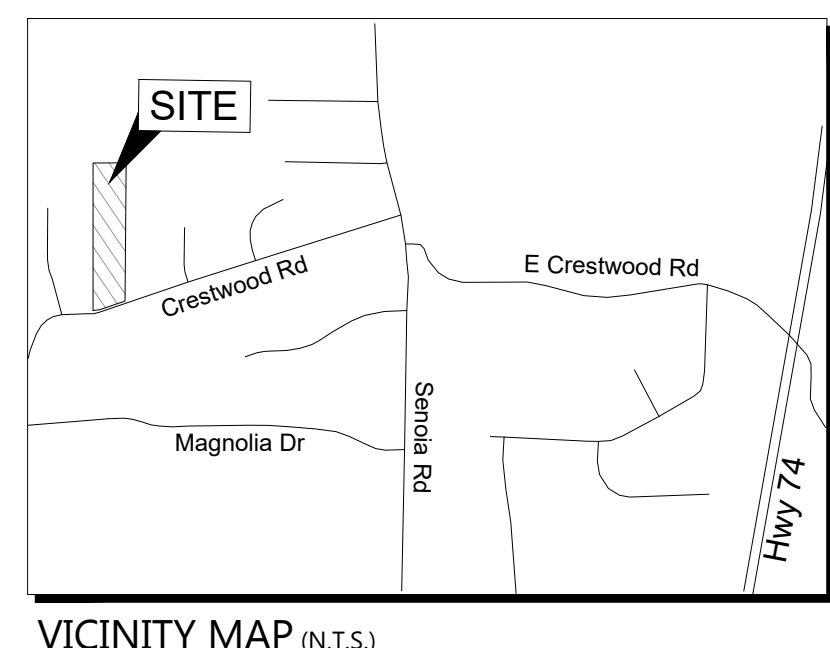 SITE
E Crestwood Rd
Crestwood Rd
Senoia Rd
Magnolia Dr
Hwy 74
VICINITY MAP (N.T.S.)